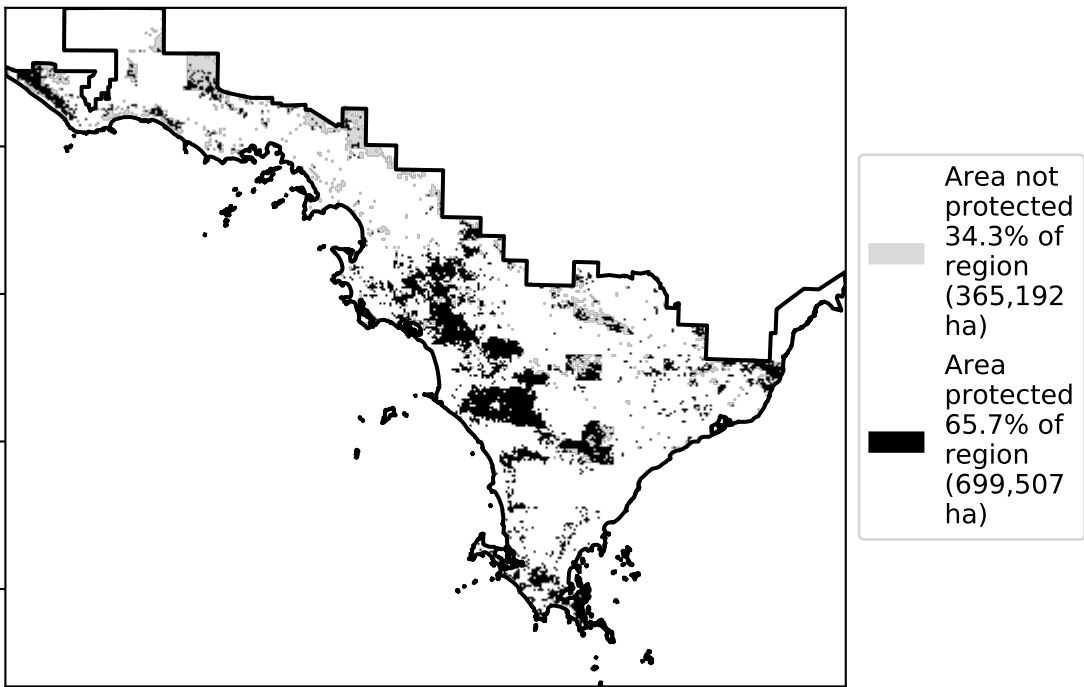 Area not
protected
34.3% of
region
(365,192
ha)
Area
protected
65.7% of
region
(699,507
ha)